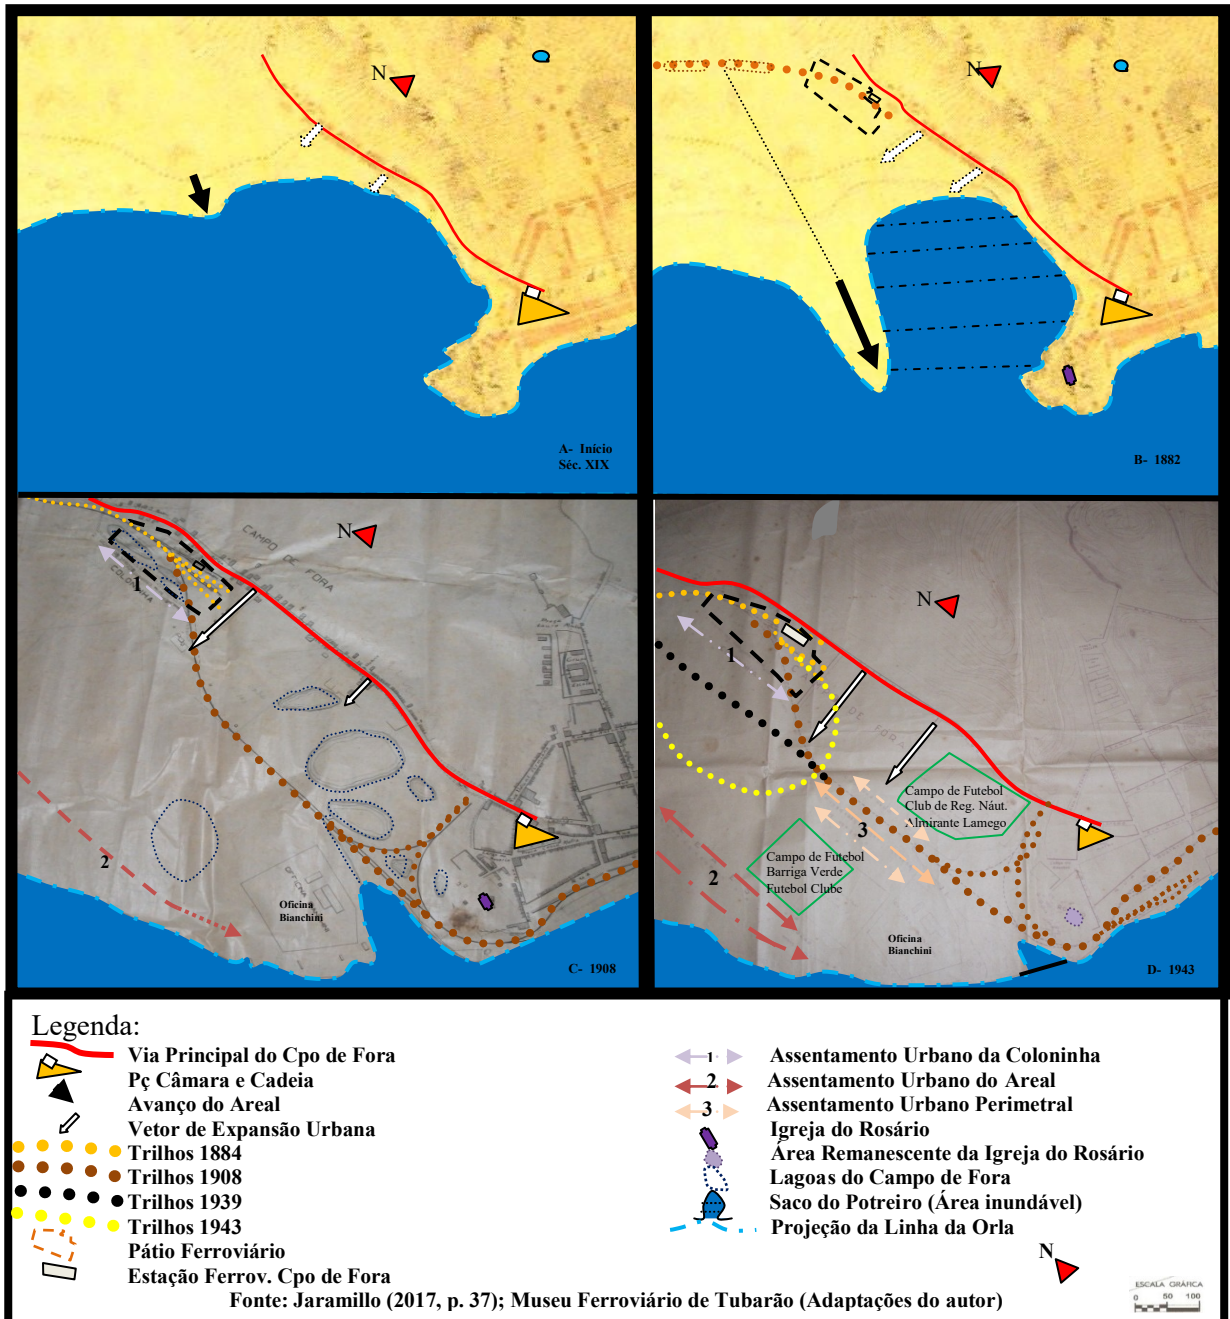 N
A- Início
Séc. XIX
N
B- 1882
N
CAMPO DE FORA
COLONINHA
1
2
Oficina
Bianchini
C- 1908
N
1
Campo de Futebol
Club de Reg. Náut.
Almirante Lamego
3
Campo de Futebol
Barriga Verde
Futebol Clube
2
Oficina
Bianchini
D- 1943
Legenda:
Via Principal do Cpo de Fora
Pç Câmara e Cadeia
Avanço do Areal
Vetor de Expansão Urbana
Trilhos 1884
Trilhos 1908
Trilhos 1939
Trilhos 1943
Pátio Ferroviário
Estação Ferrov. Cpo de Fora
1 Assentamento Urbano da Coloninha
2 Assentamento Urbano do Areal
3 Assentamento Urbano Perimetral
Igreja do Rosário
Área Remanescente da Igreja do Rosário
Lagoas do Campo de Fora
Saco do Potreiro (Área inundável)
Projeção da Linha da Orla
N
ESCALA GRÁFICA
0 50 100
Fonte: Jaramillo (2017, p. 37); Museu Ferroviário de Tubarão (Adaptações do autor)